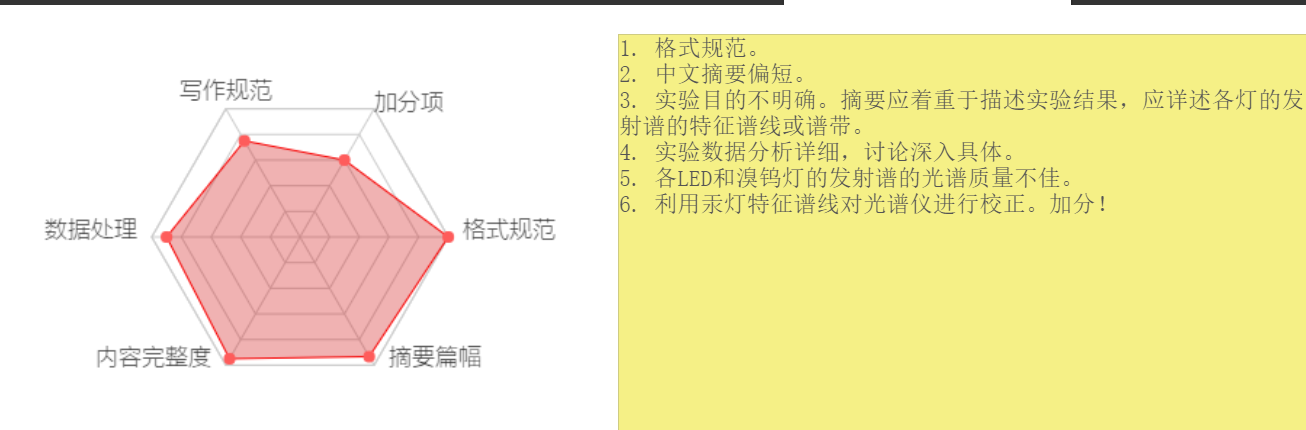 写作规范
加分项
数据处理
格式规范
内容完整度
摘要篇幅
1. 格式规范。
2. 中文摘要偏短。
3. 实验目的不明确。摘要应着重于描述实验结果，应详述各灯的发
射谱的特征谱线或谱带。
4. 实验数据分析详细，讨论深入具体。
5. 各LED和溴钨灯的发射谱的光谱质量不佳。
6. 利用汞灯特征谱线对光谱仪进行校正。加分！